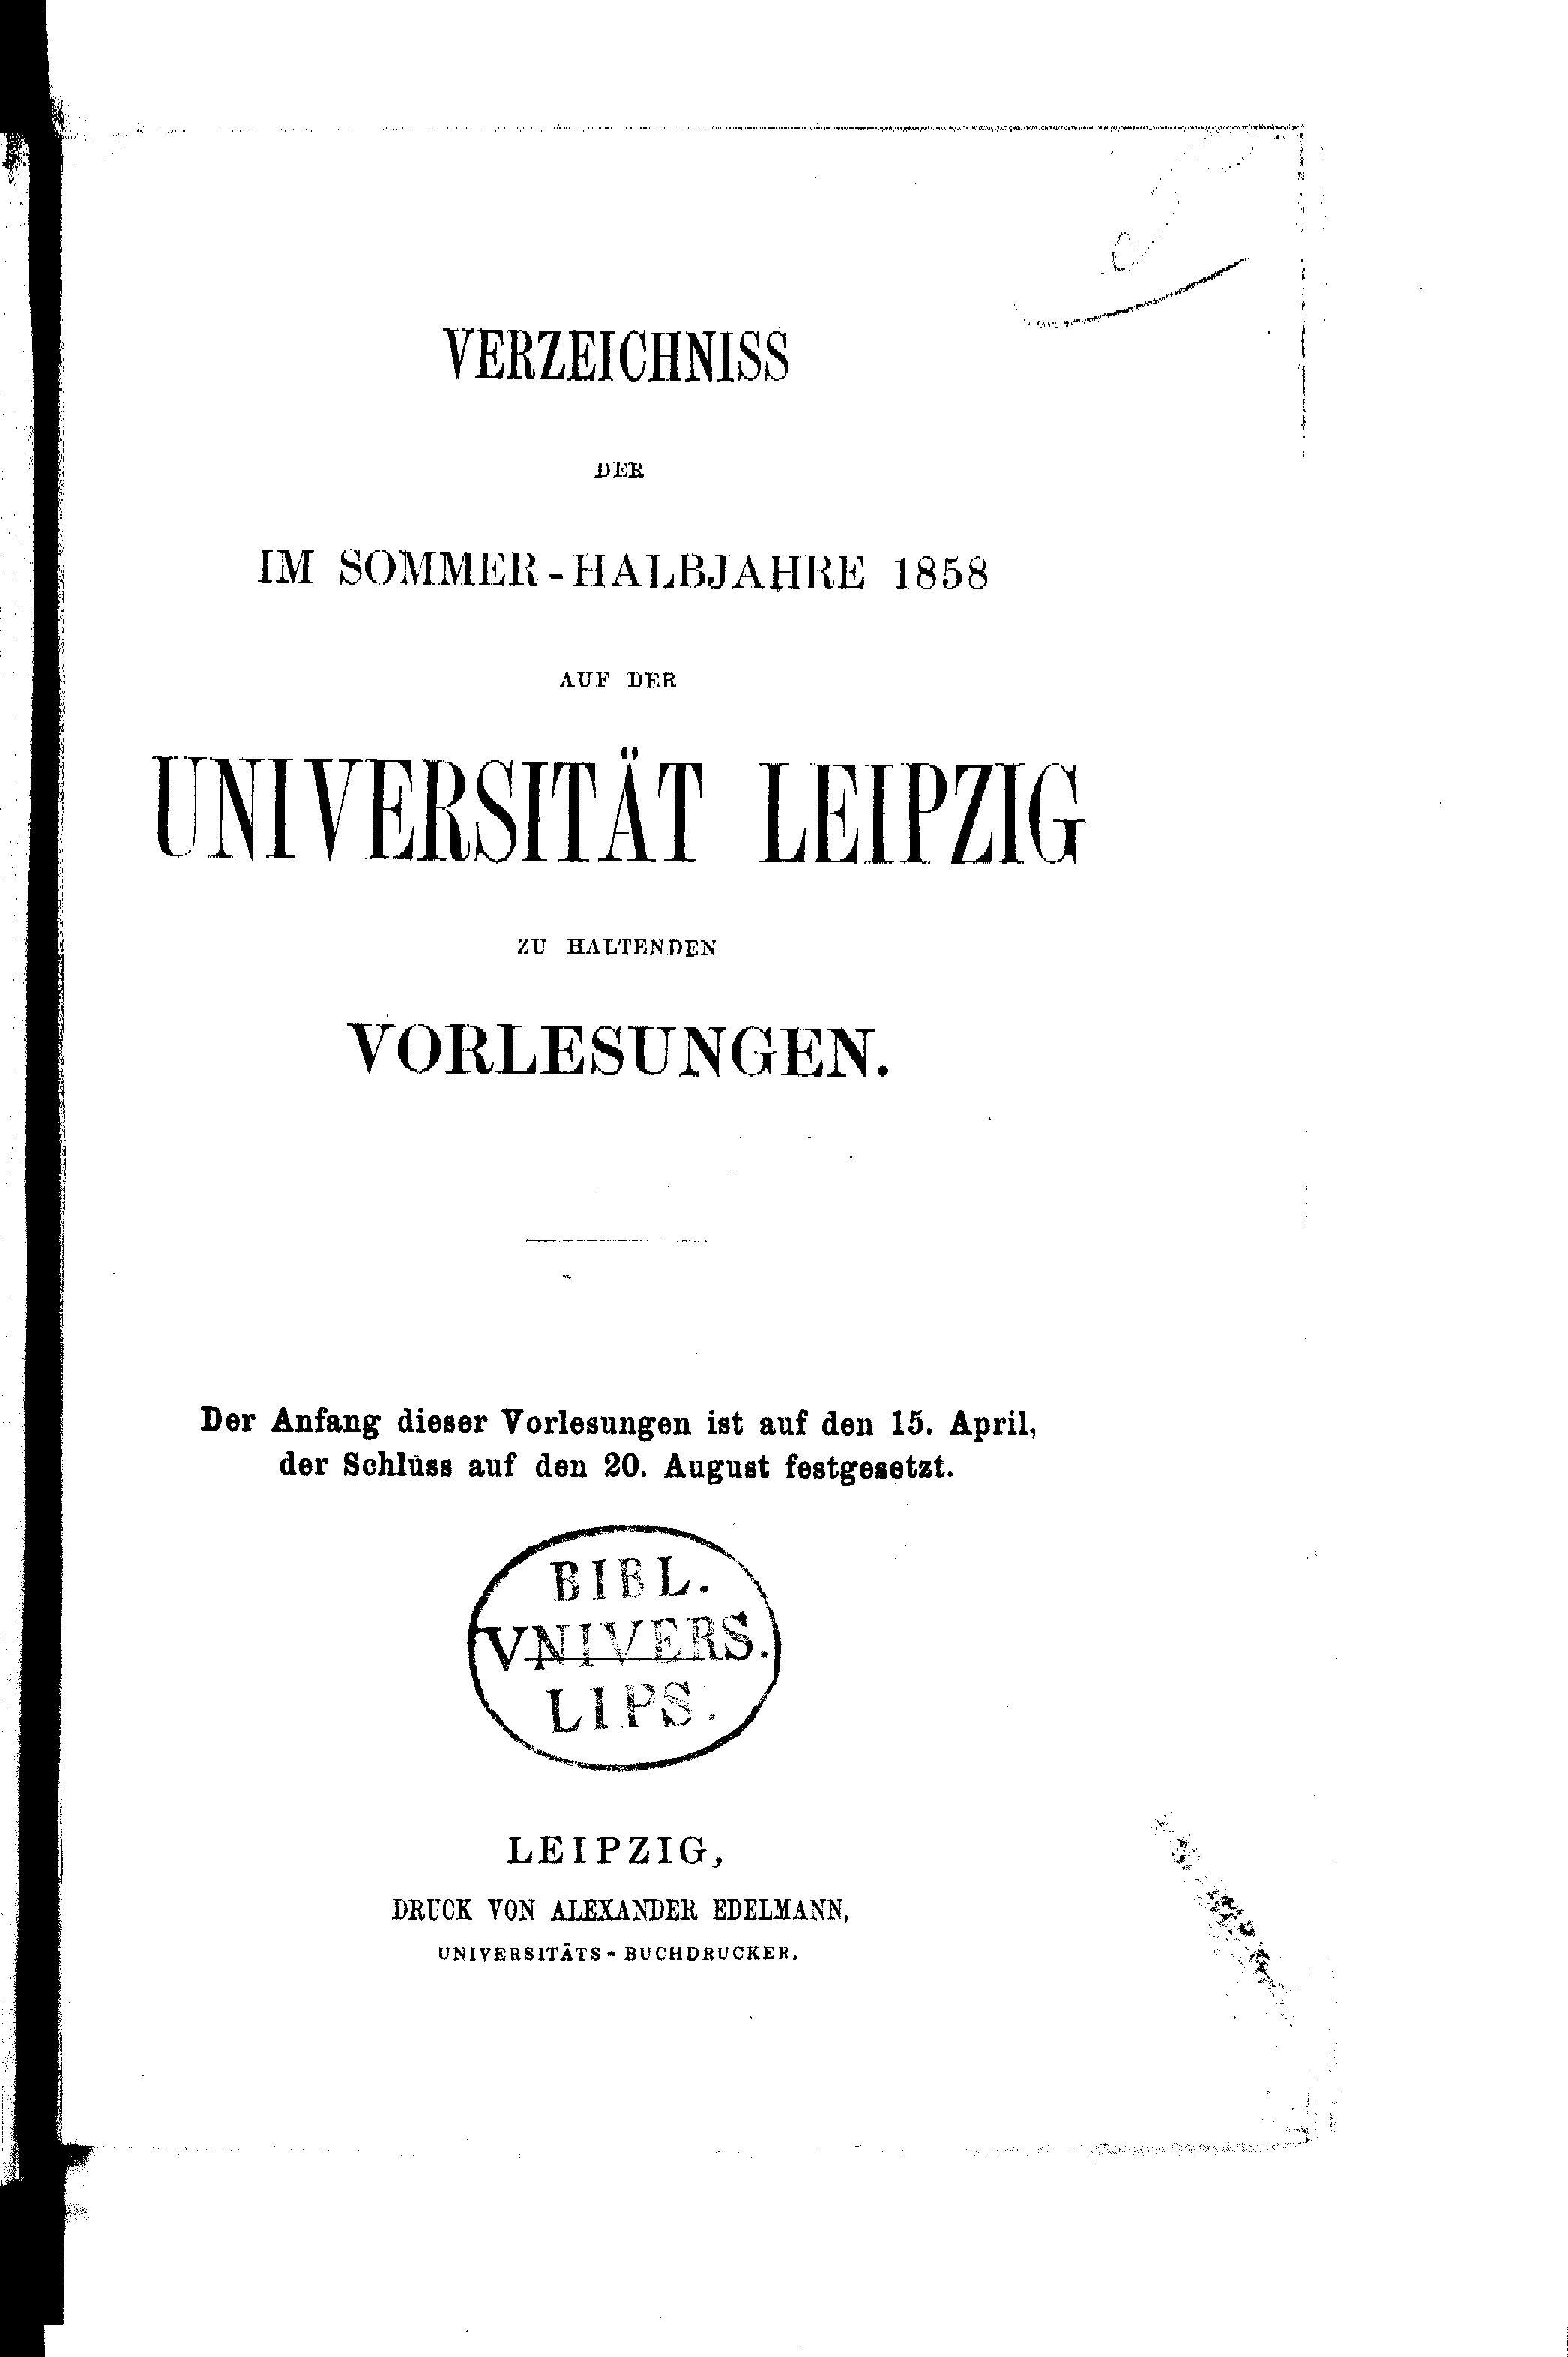 VERZEICHNISS
DER
IM SOMMER-HALBJAHRE 1858
AUF DER
UNIVERSITÄT LEIPZIG
ZU HALTENDEN
VORLESUNGEN.
Der Anfang dieser Vorlesungen ist auf den 15. April,
der Schluss auf den 20. August festgesetzt.
BIBL.
VNIVERS.
LIPS.
LEIPZIG,
DRUCK VON ALEXANDER EDELMANN,
UNIVERSITÄTS-BUCHDRUCKER.